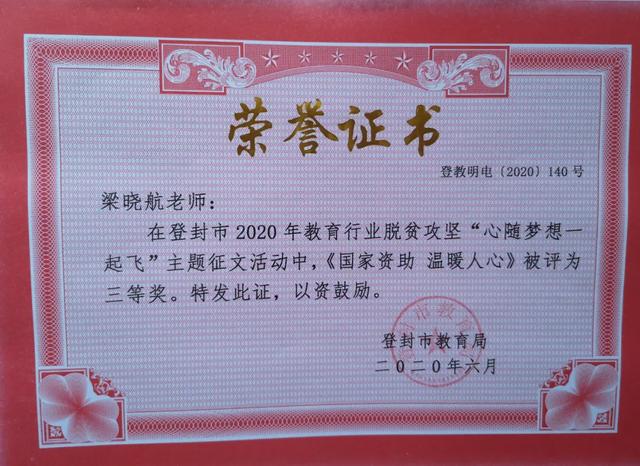 荣誉证书
登教明电〔2020〕140号
梁晓航老师：
在登封市2020年教育行业脱贫攻坚“心随梦想一
起飞”主题征文活动中，《国家资助 温暖人心》被评为
三等奖。特发此证，以资鼓励。
登封市教育局
二〇二〇年六月